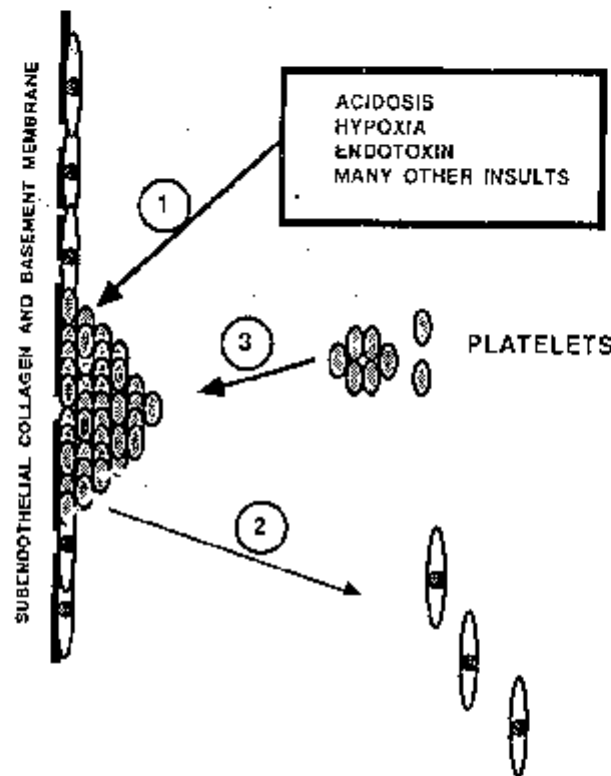 SUBENDOTHELIAL COLLAGEN AND BASEMENT MEMBRANE
ACIDOSIS
HYPOXIA
ENDOTOXIN
MANY OTHER INSULTS
1
3
PLATELETS
2